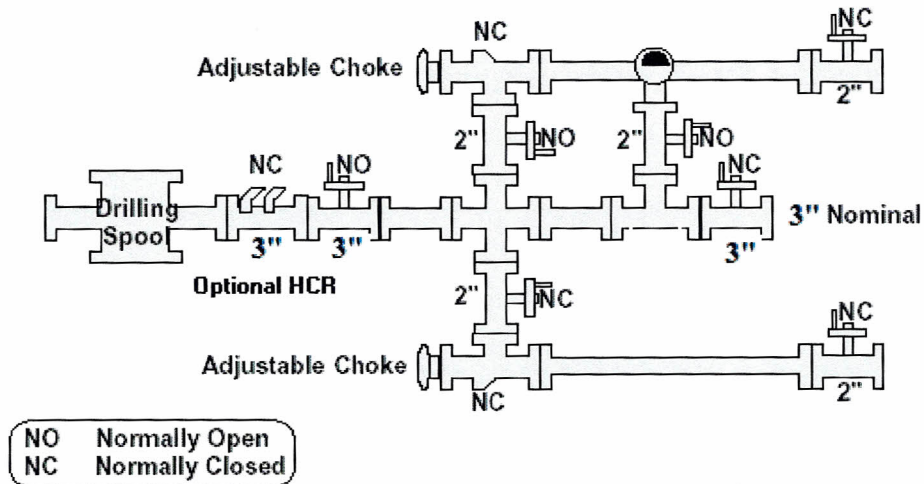 NC
NC
Adjustable Choke
2"
2"
NO
2"
NO
NC
NO
NC
Drilling
Spool
3" Nominal
3"
3"
3"
Optional HCR
2"
NC
NC
Adjustable Choke
2"
NC
NO Normally Open
NC Normally Closed